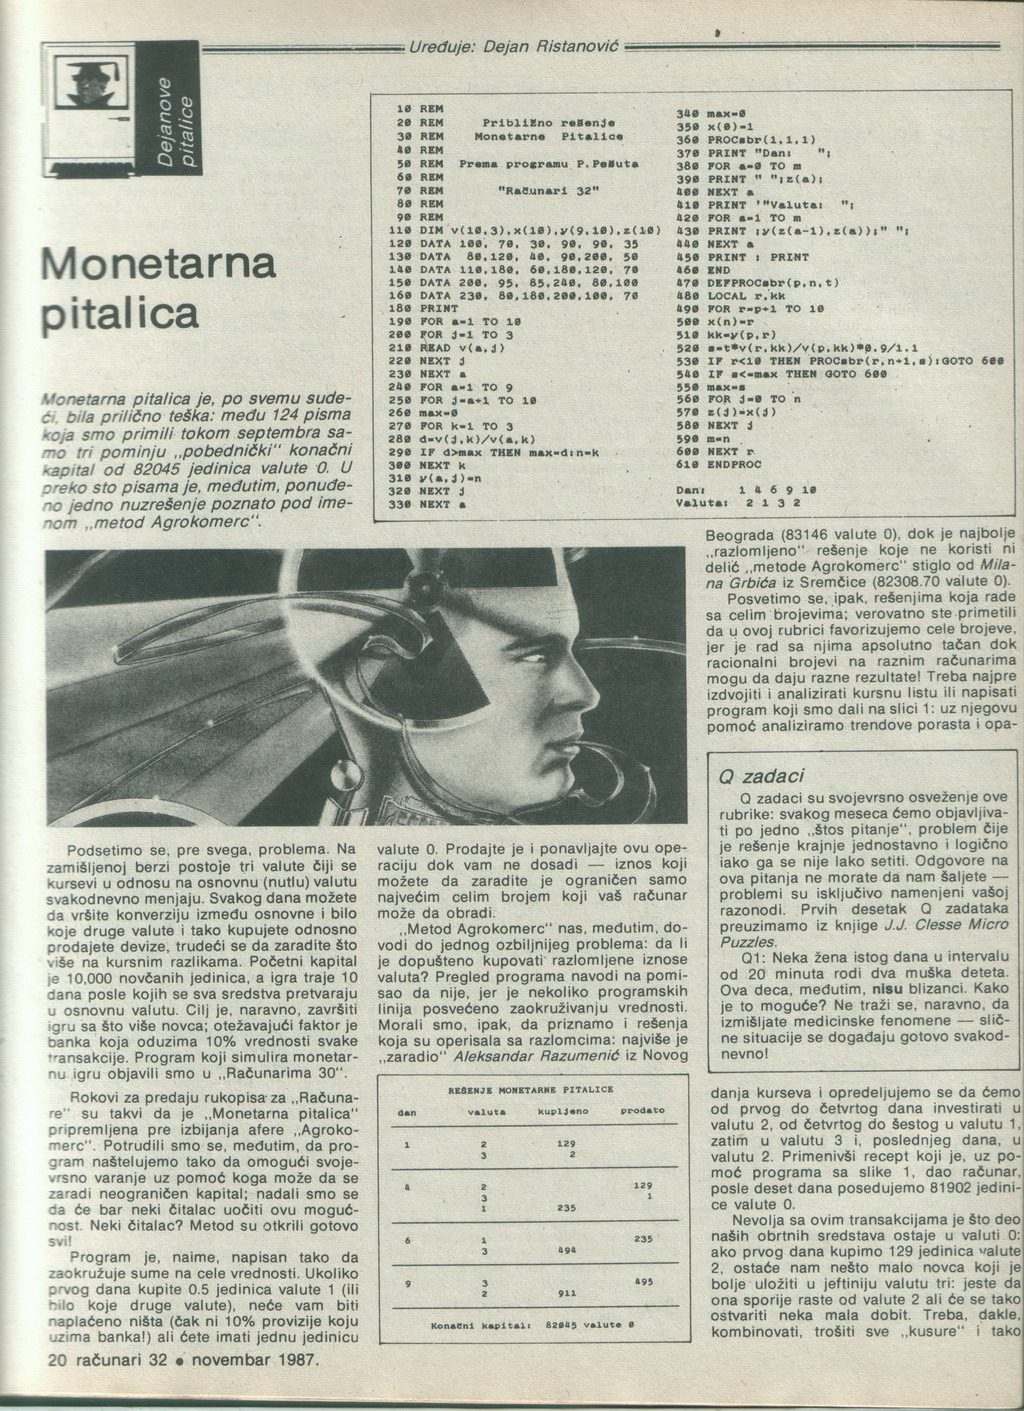 Uređuje: Dejan Ristanović
Dejanove
pitalice
Monetarna
pitalica
Monetarna pitalica je, po svemu sude-
ći, bila prilično teška: među 124 pisma
koja smo primili tokom septembra sa-
mo tri pominju „pobednički" konačni
kapital od 82045 jedinica valute 0. U
preko sto pisama je, međutim, ponuđe-
no jedno nuzrešenje poznato pod ime-
nom „metod Agrokomerc".
10 REM
20 REM Približno rešenje
30 REM Monetarne Pitalice
40 REM
50 REM Prema programu P.Pešuta
60 REM
70 REM "Računari 32"
80 REM
90 REM
110 DIM v(10,3),x(10),y(9,10),z(10)
120 DATA 100, 70, 30, 90, 90, 35
130 DATA 80,120, 40, 90,200, 50
140 DATA 110,180, 60,180,120, 70
150 DATA 200, 95, 85,240, 80,100
160 DATA 230, 80,180,200,100, 70
180 PRINT
190 FOR a=1 TO 10
200 FOR j=1 TO 3
210 READ v(a,j)
220 NEXT j
230 NEXT a
240 FOR a=1 TO 9
250 FOR j=a+1 TO 10
260 max=0
270 FOR k=1 TO 3
280 d=v(j,k)/v(a,k)
290 IF d>max THEN max=d:n=k
300 NEXT k
310 y(a,j)=n
320 NEXT j
330 NEXT a
340 max=0
350 x(0)=1
360 PROCsbr(1,1,1)
370 PRINT "Dan: ";
380 FOR a=0 TO m
390 PRINT " ";z(a);
400 NEXT a
410 PRINT '"Valuta: ";
420 FOR a=1 TO m
430 PRINT ;y(z(a-1),z(a));" ";
440 NEXT a
450 PRINT : PRINT
460 END
470 DEFPROCsbr(p,n,t)
480 LOCAL r,kk
490 FOR r=p+1 TO 10
500 x(n)=r
510 kk=y(p,r)
520 s=t*v(r,kk)/v(p,kk)*0.9/1.1
530 IF r<10 THEN PROCsbr(r,n+1,s):GOTO 600
540 IF s<=max THEN GOTO 600
550 max=s
560 FOR j=0 TO n
570 z(j)=x(j)
580 NEXT j
590 m=n
600 NEXT r
610 ENDPROC
Dan: 1 4 6 9 10
Valuta: 2 1 3 2
Podsetimo se, pre svega, problema. Na
zamišljenoj berzi postoje tri valute čiji se
kursevi u odnosu na osnovnu (nultu) valutu
svakodnevno menjaju. Svakog dana možete
da vršite konverziju između osnovne i bilo
koje druge valute i tako kupujete odnosno
prodajete devize, trudeći se da zaradite što
više na kursnim razlikama. Početni kapital
je 10,000 novčanih jedinica, a igra traje 10
dana posle kojih se sva sredstva pretvaraju
u osnovnu valutu. Cilj je, naravno, završiti
igru sa što više novca; otežavajući faktor je
banka koja oduzima 10% vrednosti svake
transakcije. Program koji simulira monetar-
nu igru objavili smo u „Računarima 30".
Rokovi za predaju rukopisa za „Računa-
re" su takvi da je „Monetarna pitalica"
pripremljena pre izbijanja afere „Agroko-
merc". Potrudili smo se, međutim, da pro-
gram naštelujemo tako da omogući svoje-
vrsno varanje uz pomoć koga može da se
zaradi neograničen kapital; nadali smo se
da će bar neki čitalac uočiti ovu moguć-
nost. Neki čitalac? Metod su otkrili gotovo
svi!
Program je, naime, napisan tako da
zaokružuje sume na cele vrednosti. Ukoliko
prvog dana kupite 0.5 jedinica valute 1 (ili
bilo koje druge valute), neće vam biti
naplaćeno ništa (čak ni 10% provizije koju
uzima banka!) ali ćete imati jednu jedinicu
valute 0. Prodajte je i ponavljajte ovu ope-
raciju dok vam ne dosadi — iznos koji
možete da zaradite je ograničen samo
najvećim celim brojem koji vaš računar
može da obradi.
„Metod Agrokomerc" nas, međutim, do-
vodi do jednog ozbiljnijeg problema: da li
je dopušteno kupovati razlomljene iznose
valuta? Pregled programa navodi na pomi-
sao da nije, jer je nekoliko programskih
linija posvećeno zaokruživanju vrednosti.
Morali smo, ipak, da priznamo i rešenja
koja su operisala sa razlomcima: najviše je
„zaradio" Aleksandar Razumenić iz Novog
REŠENJE MONETARNE PITALICE
dan valuta kupljeno prodato
1 2 129
3 2
4 2 129
3 1
1 235
6 1 235
3 494
9 3 495
2 911
Konačni kapital: 82045 valute 0
Beograda (83146 valute 0), dok je najbolje
„razlomljeno" rešenje koje ne koristi ni
delić „metode Agrokomerc" stiglo od Mila-
na Grbića iz Sremčice (82308.70 valute 0).
Posvetimo se, ipak, rešenjima koja rade
sa celim brojevima; verovatno ste primetili
da u ovoj rubrici favorizujemo cele brojeve,
jer je rad sa njima apsolutno tačan dok
racionalni brojevi na raznim računarima
mogu da daju razne rezultate! Treba najpre
izdvojiti i analizirati kursnu listu ili napisati
program koji smo dali na slici 1: uz njegovu
pomoć analiziramo trendove porasta i opa-
Q zadaci
Q zadaci su svojevrsno osveženje ove
rubrike: svakog meseca ćemo objavljiva-
ti po jedno „štos pitanje", problem čije
je rešenje krajnje jednostavno i logično
iako ga se nije lako setiti. Odgovore na
ova pitanja ne morate da nam šaljete —
problemi su isključivo namenjeni vašoj
razonodi. Prvih desetak Q zadataka
preuzimamo iz knjige J.J. Clesse Micro
Puzzles.
Q1: Neka žena istog dana u intervalu
od 20 minuta rodi dva muška deteta.
Ova deca, međutim, nisu blizanci. Kako
je to moguće? Ne traži se, naravno, da
izmišljate medicinske fenomene — slič-
ne situacije se događaju gotovo svakod-
nevno!
danja kurseva i opredeljujemo se da ćemo
od prvog do četvrtog dana investirati u
valutu 2, od četvrtog do šestog u valutu 1,
zatim u valutu 3 i, poslednjeg dana, u
valutu 2. Primenivši recept koji je, uz po-
moć programa sa slike 1, dao računar,
posle deset dana posedujemo 81902 jedini-
ce valute 0.
Nevolja sa ovim transakcijama je što deo
naših obrtnih sredstava ostaje u valuti 0:
ako prvog dana kupimo 129 jedinica valute
2, ostaće nam nešto malo novca koji je
bolje uložiti u jeftiniju valutu tri: jeste da
ona sporije raste od valute 2 ali će se tako
ostvariti neka mala dobit. Treba, dakle,
kombinovati, trošiti sve „kusure" i tako
20 računari 32 • novembar 1987.